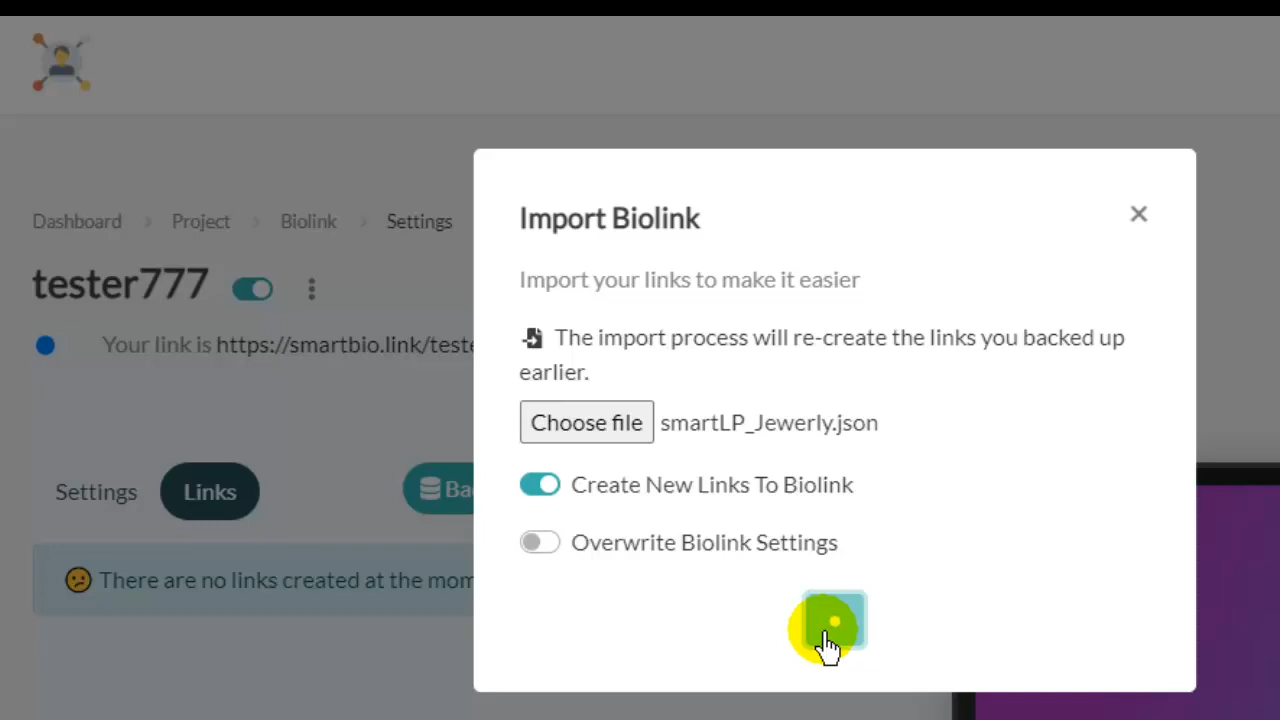 Dashboard Project Biolink Settings
tester777
Your link is https://smartbio.link/teste
Settings Links Bac
There are no links created at the mom
Import Biolink
Import your links to make it easier
The import process will re-create the links you backed up
earlier.
Choose file smartLP_Jewerly.json
Create New Links To Biolink
Overwrite Biolink Settings